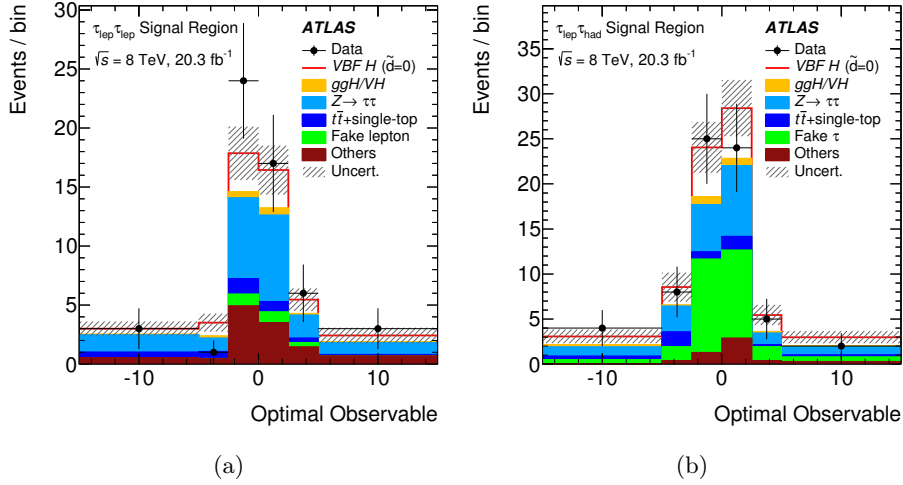 Events / bin
30
25
20
15
10
5
0
τlepτlep Signal Region
√s = 8 TeV, 20.3 fb⁻¹
ATLAS
Data
VBF H (d̃=0)
ggH/VH
Z→ ττ
tt̄+single-top
Fake lepton
Others
Uncert.
-10 0 10
Optimal Observable
(a)
Events / bin
35
30
25
20
15
10
5
0
τlepτhad Signal Region
√s = 8 TeV, 20.3 fb⁻¹
ATLAS
Data
VBF H (d̃=0)
ggH/VH
Z→ ττ
tt̄+single-top
Fake τ
Others
Uncert.
-10 0 10
Optimal Observable
(b)